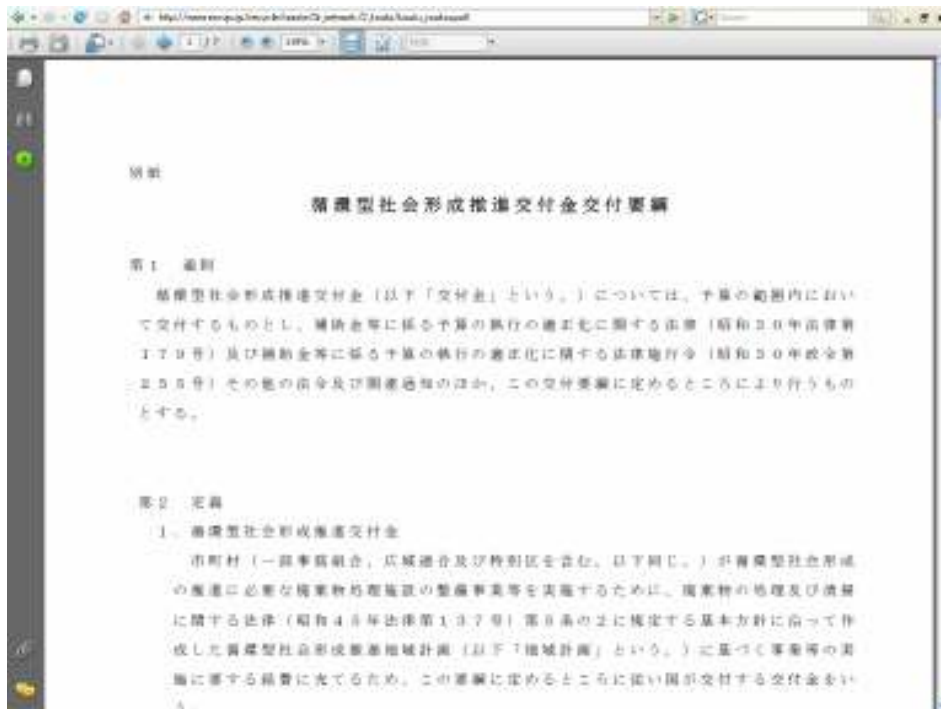 別紙
循環型社会形成推進交付金交付要綱
第１ 通則
循環型社会形成推進交付金（以下「交付金」という。）については、予算の範囲内におい
て交付するものとし、補助金等に係る予算の執行の適正化に関する法律（昭和３０年法律第
１７９号）及び補助金等に係る予算の執行の適正化に関する法律施行令（昭和３０年政令第
２５５号）その他の法令及び関連通知のほか、この交付要綱に定めるところにより行うもの
とする。
第２ 定義
１．循環型社会形成推進交付金
市町村（一部事務組合、広域連合及び特別区を含む。以下同じ。）が循環型社会形成
の推進に必要な廃棄物処理施設の整備事業等を実施するために、廃棄物の処理及び清掃
に関する法律（昭和４５年法律第１３７号）第５条の２に規定する基本方針に沿って作
成した循環型社会形成推進地域計画（以下「地域計画」という。）に基づく事業等の実
施に要する経費に充てるため、この要綱に定めるところに従い国が交付する交付金をい
う。